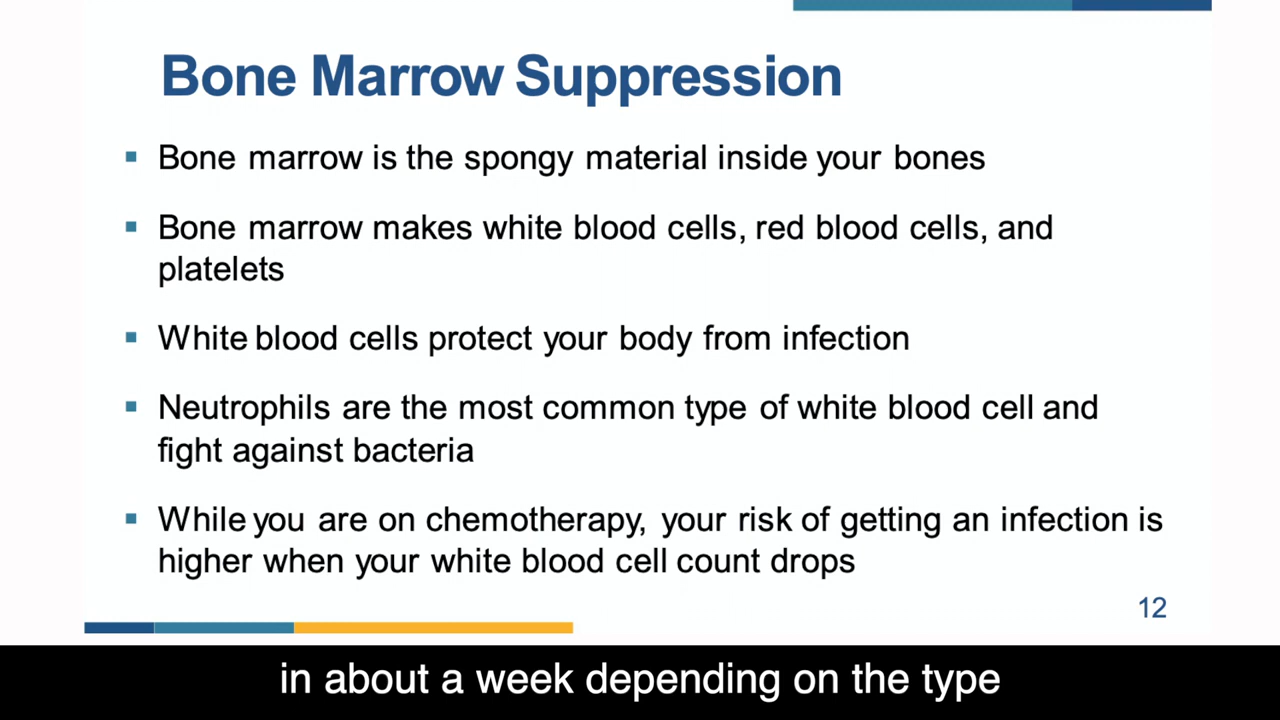 Bone Marrow Suppression
▪ Bone marrow is the spongy material inside your bones
▪ Bone marrow makes white blood cells, red blood cells, and
platelets
▪ White blood cells protect your body from infection
▪ Neutrophils are the most common type of white blood cell and
fight against bacteria
▪ While you are on chemotherapy, your risk of getting an infection is
higher when your white blood cell count drops
12
in about a week depending on the type